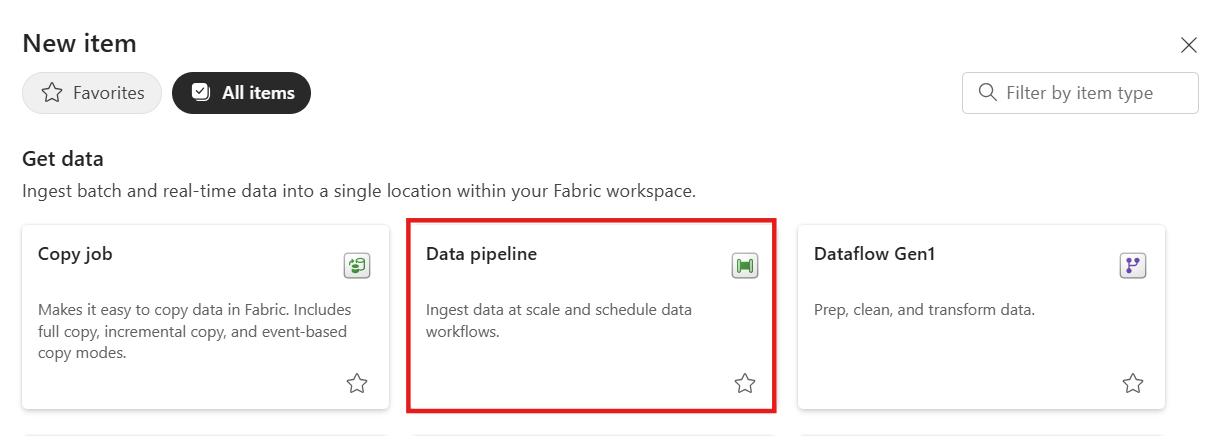 New item
Favorites
All items
Filter by item type
Get data
Ingest batch and real-time data into a single location within your Fabric workspace.
Copy job
Makes it easy to copy data in Fabric. Includes
full copy, incremental copy, and event-based
copy modes.
Data pipeline
Ingest data at scale and schedule data
workflows.
Dataflow Gen1
Prep, clean, and transform data.